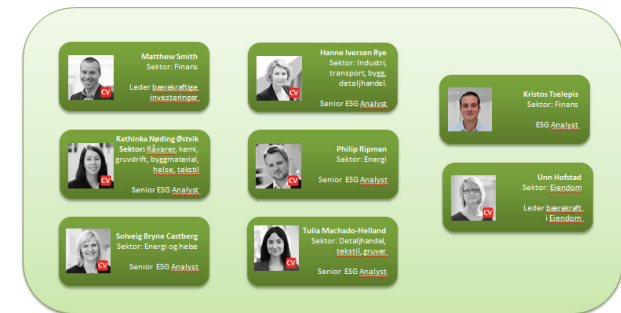 Matthew Smith
Sektor: Finans
Leder bærekraftige
investeringer
CV
Hanne Iversen Rye
Sektor: Industri,
transport, bygg,
detaljhandel.
Senior ESG Analyst
CV
Kristos Tselepis
Sektor: Finans
ESG Analyst
Kathinka Nøding Østvik
Sektor: Råvarer, kemi,
gruvdrift, byggmaterial,
helse, tekstil
Senior ESG Analyst
CV
Philip Ripman
Sektor: Energi
Senior ESG Analyst
CV
Unn Hofstad
Sektor: Eiendom
Leder bærekraft
i Eiendom
CV
Solveig Bryne Castberg
Sektor: Energi og helse
Senior ESG Analyst
CV
Tulia Machado-Helland
Sektor: Detaljhandel,
tekstil, gruver
Senior ESG Analyst
CV